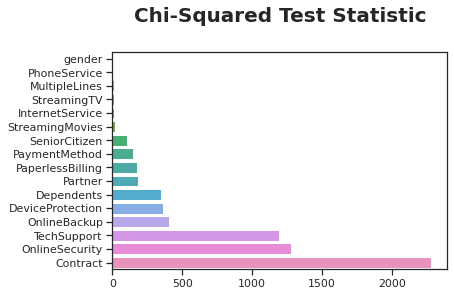 Chi-Squared Test Statistic
gender
PhoneService
MultipleLines
StreamingTV
InternetService
StreamingMovies
SeniorCitizen
PaymentMethod
PaperlessBilling
Partner
Dependents
DeviceProtection
OnlineBackup
TechSupport
OnlineSecurity
Contract
0 500 1000 1500 2000